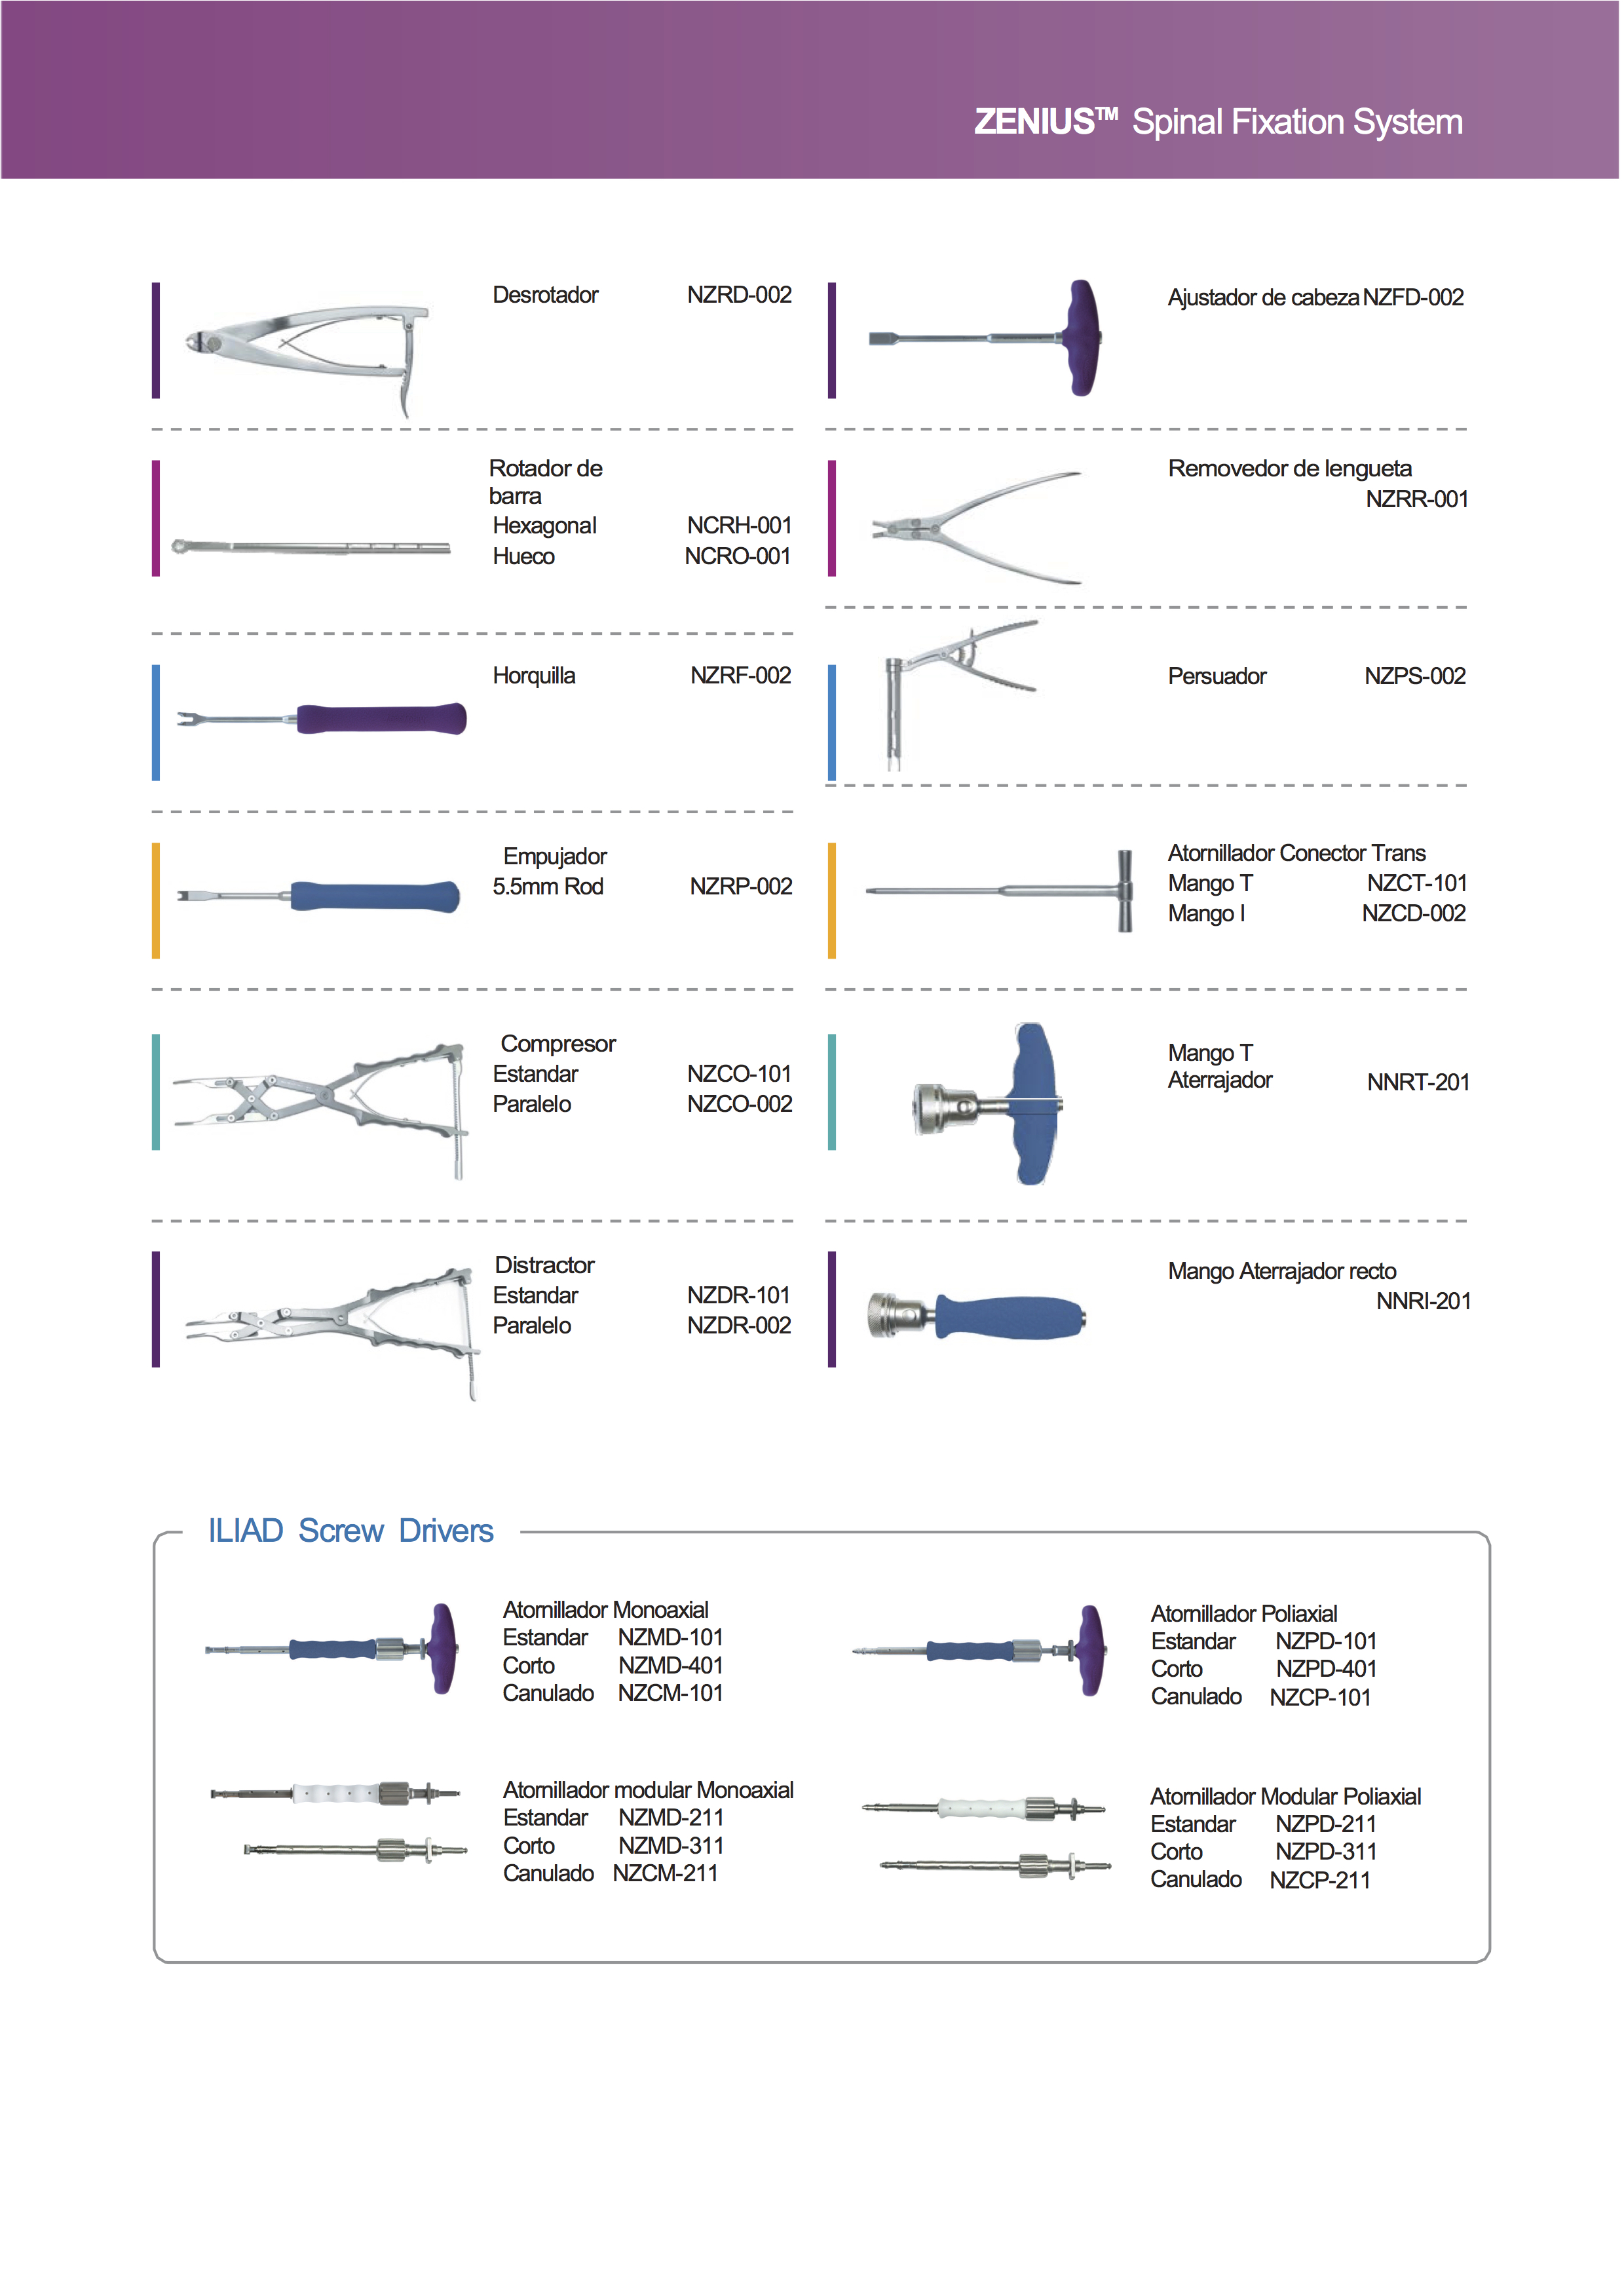 ZENIUS™ Spinal Fixation System
Desrotador NZRD-002
Rotador de
barra
Hexagonal NCRH-001
Hueco NCRO-001
Horquilla NZRF-002
Empujador
5.5mm Rod NZRP-002
Compresor
Estandar NZCO-101
Paralelo NZCO-002
Distractor
Estandar NZDR-101
Paralelo NZDR-002
Ajustador de cabeza NZFD-002
Removedor de lengueta
NZRR-001
Persuador NZPS-002
Atornillador Conector Trans
Mango T NZCT-101
Mango I NZCD-002
Mango T
Aterrajador NNRT-201
Mango Aterrajador recto
NNRI-201
ILIAD Screw Drivers
Atornillador Monoaxial
Estandar NZMD-101
Corto NZMD-401
Canulado NZCM-101
Atornillador Poliaxial
Estandar NZPD-101
Corto NZPD-401
Canulado NZCP-101
Atornillador modular Monoaxial
Estandar NZMD-211
Corto NZMD-311
Canulado NZCM-211
Atornillador Modular Poliaxial
Estandar NZPD-211
Corto NZPD-311
Canulado NZCP-211